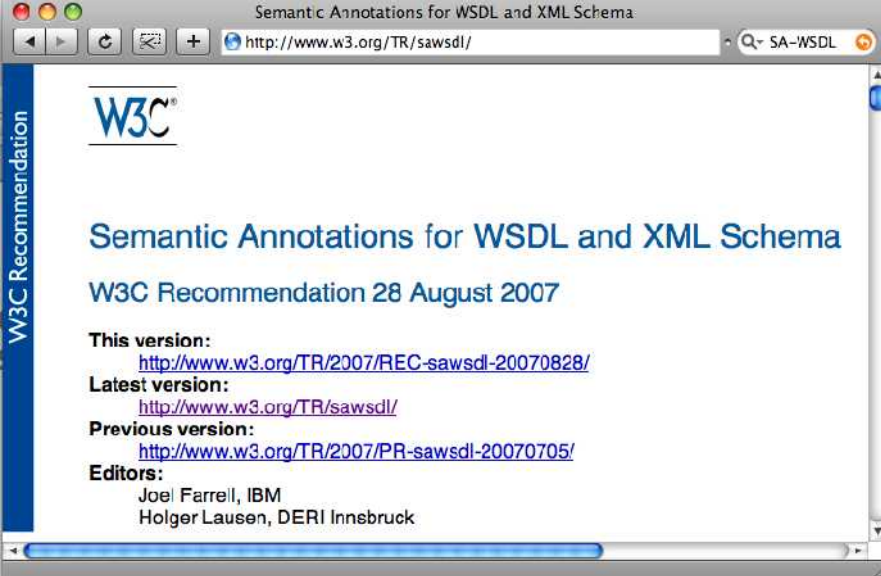 Semantic Annotations for WSDL and XML Schema
http://www.w3.org/TR/sawsdl/
SA-WSDL
W3C Recommendation
W3C®
Semantic Annotations for WSDL and XML Schema
W3C Recommendation 28 August 2007
This version:
http://www.w3.org/TR/2007/REC-sawsdl-20070828/
Latest version:
http://www.w3.org/TR/sawsdl/
Previous version:
http://www.w3.org/TR/2007/PR-sawsdl-20070705/
Editors:
Joel Farrell, IBM
Holger Lausen, DERI Innsbruck